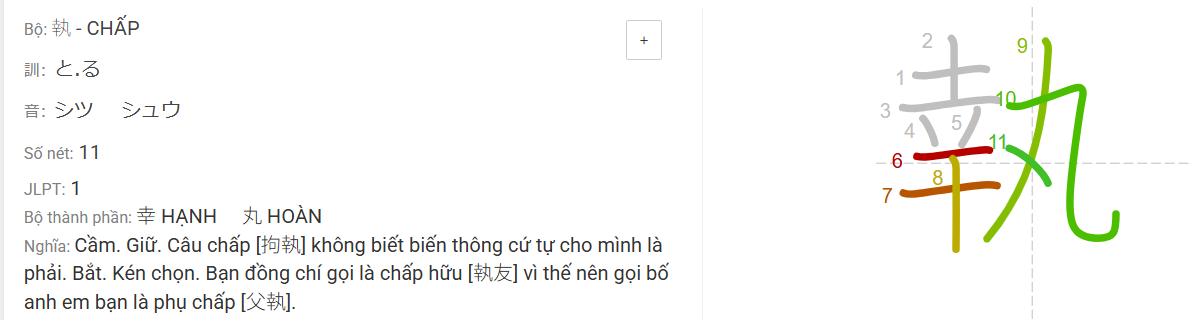 Bộ: 執 - CHẤP
+
訓: と.る
音: シツ シュウ
Số nét: 11
JLPT: 1
Bộ thành phần: 幸 HẠNH 丸 HOÀN
Nghĩa: Cầm. Giữ. Câu chấp [拘執] không biết biến thông cứ tự cho mình là
phải. Bắt. Kén chọn. Bạn đồng chí gọi là chấp hữu [執友] vì thế nên gọi bố
anh em bạn là phụ chấp [父執].
執
1
2
3
4
5
6
7
8
9
10
11